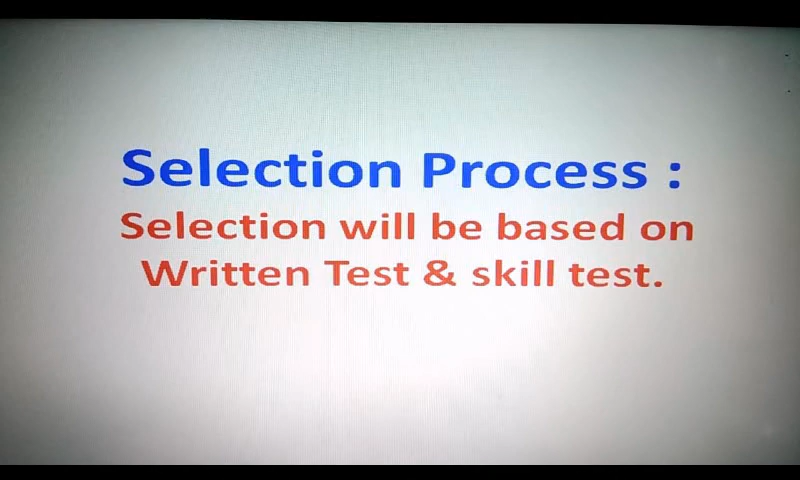 Selection Process :
Selection will be based on
Written Test & skill test.